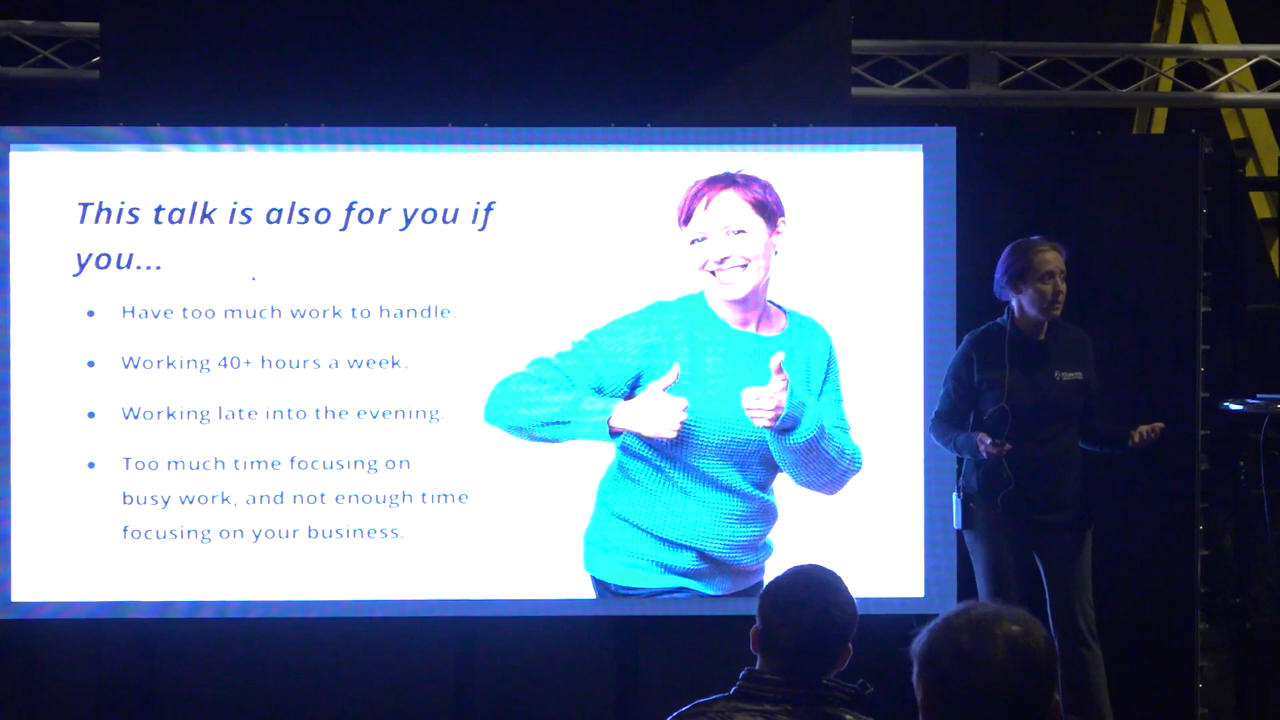 This talk is also for you if
you...
• Have too much work to handle.
• Working 40+ hours a week.
• Working late into the evening.
• Too much time focusing on
busy work, and not enough time
focusing on your business.